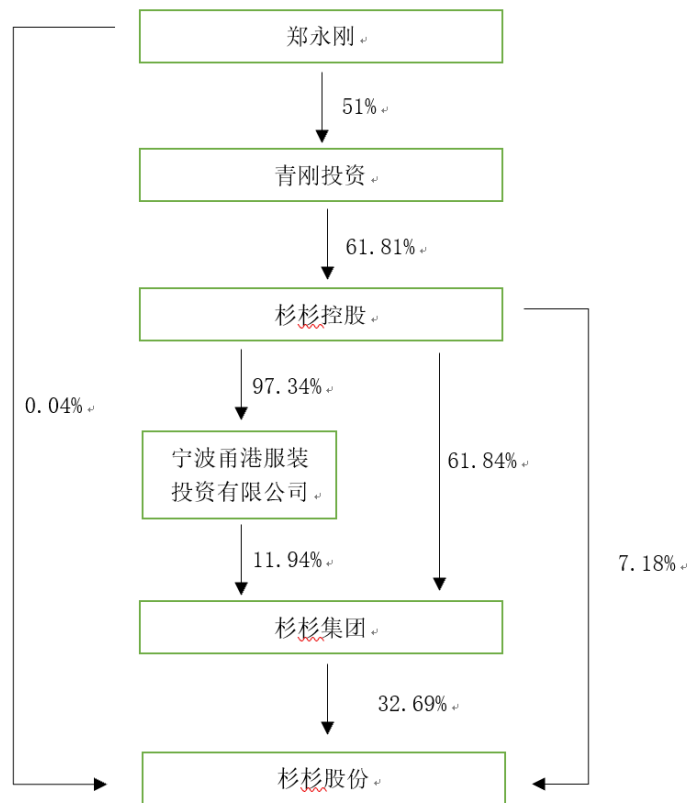 郑永刚
51%
青刚投资
61.81%
杉杉控股
97.34%
0.04%
宁波甬港服装
投资有限公司
61.84%
11.94%
7.18%
杉杉集团
32.69%
杉杉股份